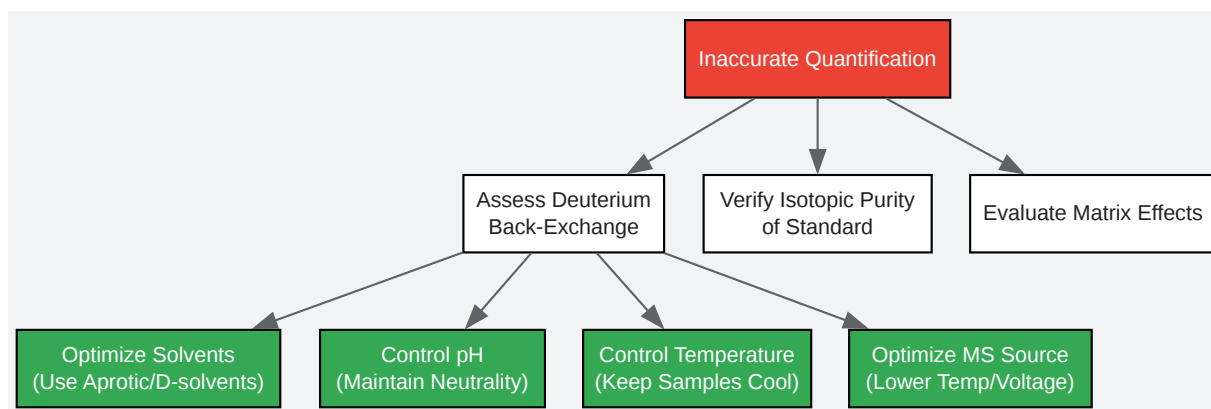 Inaccurate Quantification
Assess Deuterium
Back-Exchange
Verify Isotopic Purity
of Standard
Evaluate Matrix Effects
Optimize Solvents
(Use Aprotic/D-solvents)
Control pH
(Maintain Neutrality)
Control Temperature
(Keep Samples Cool)
Optimize MS Source
(Lower Temp/Voltage)